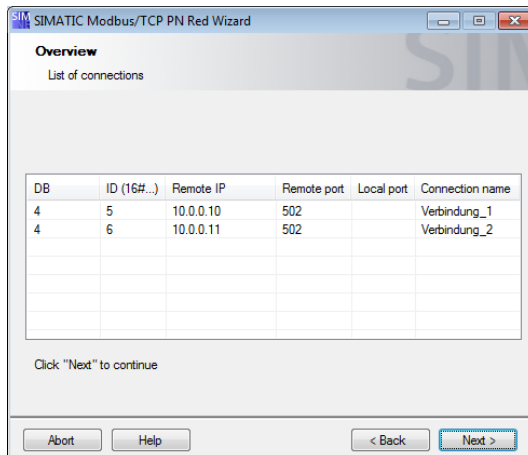 SIMATIC Modbus/TCP PN Red Wizard
Overview
List of connections
DB ID (16#...) Remote IP Remote port Local port Connection name
4 5 10.0.0.10 502 Verbindung_1
4 6 10.0.0.11 502 Verbindung_2
Click "Next" to continue
Abort Help < Back Next >